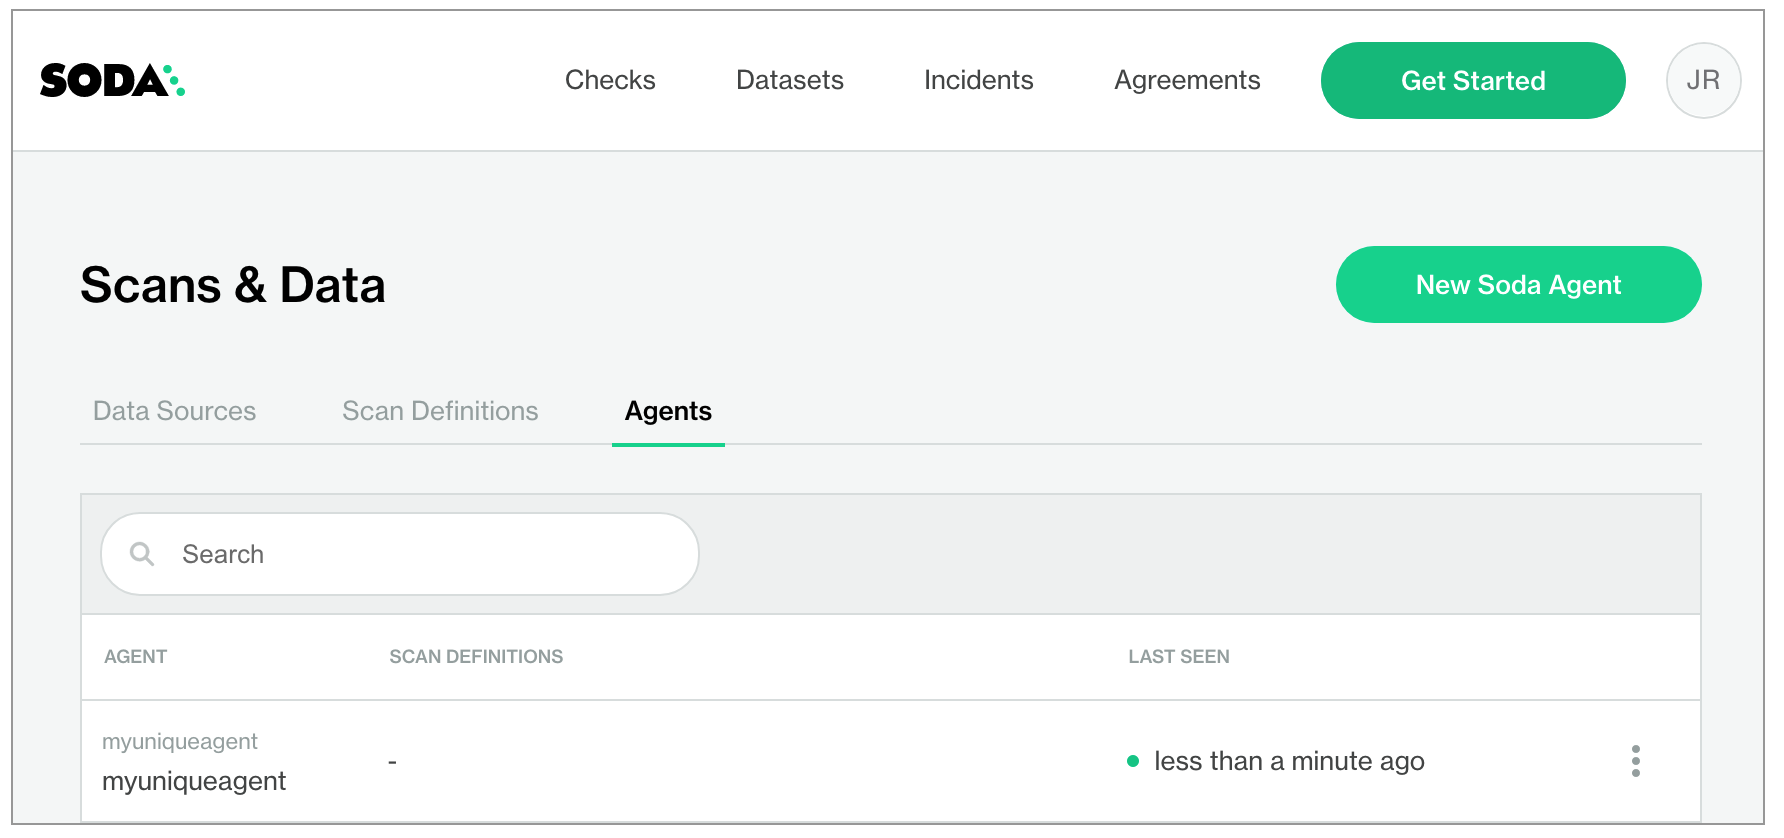 SODA
Checks
Datasets
Incidents
Agreements
Get Started
JR
Scans & Data
New Soda Agent
Data Sources
Scan Definitions
Agents
Search
AGENT
SCAN DEFINITIONS
LAST SEEN
myuniqueagent
myuniqueagent
-
less than a minute ago